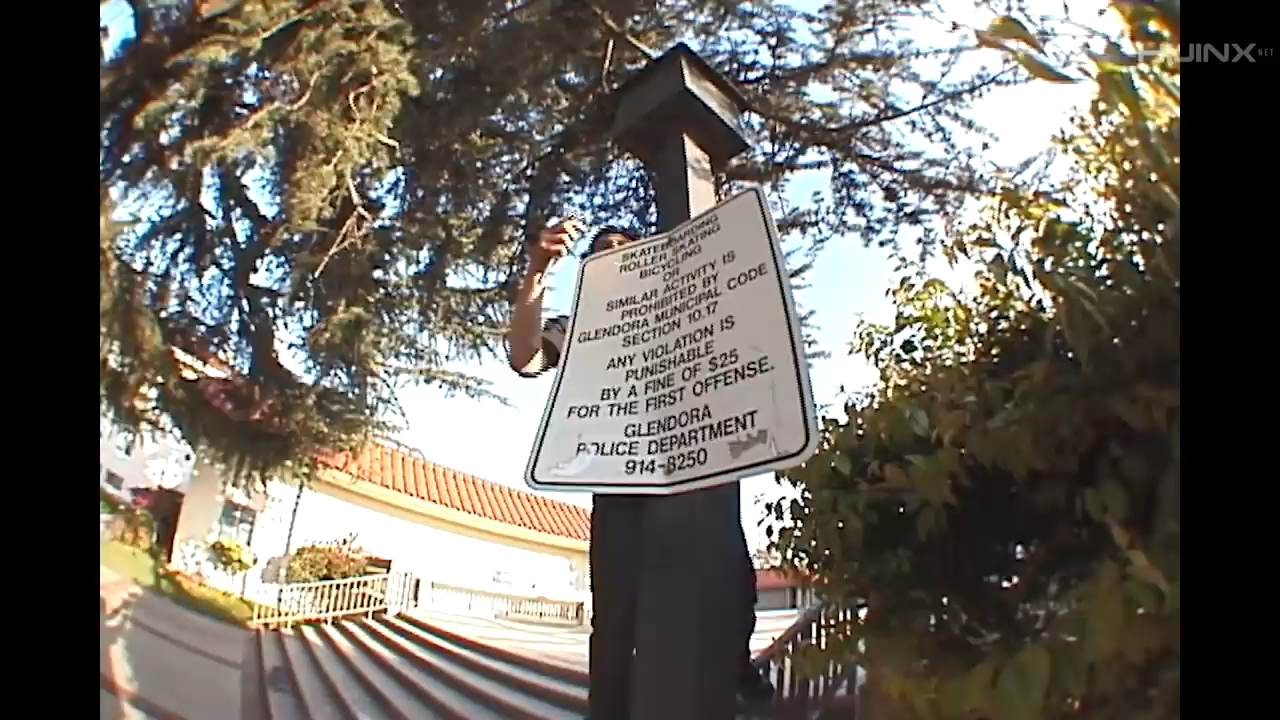 SKATEBOARDING
ROLLER SKATING
BICYCLING
OR
SIMILAR ACTIVITY IS
PROHIBITED BY
GLENDORA MUNICIPAL CODE
SECTION 10.17
ANY VIOLATION IS
PUNISHABLE
BY A FINE OF $25
FOR THE FIRST OFFENSE.
GLENDORA
POLICE DEPARTMENT
914-8250